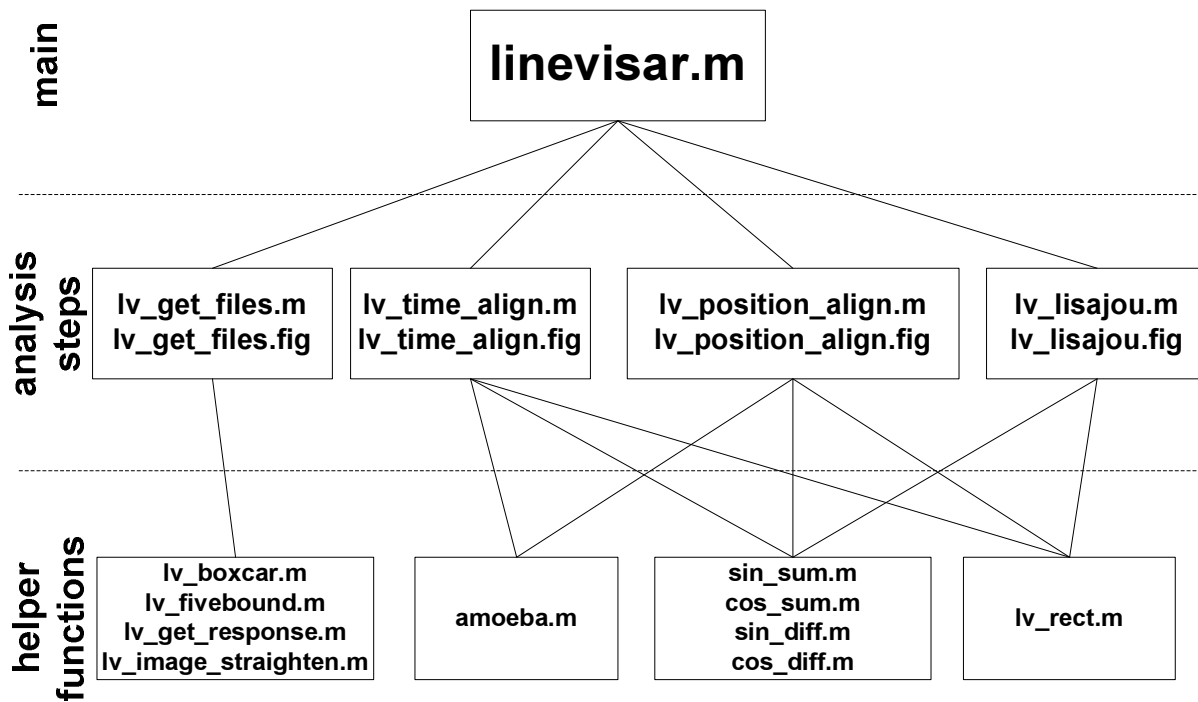 main
linevisar.m
analysis
steps
lv_get_files.m
lv_get_files.fig
lv_time_align.m
lv_time_align.fig
lv_position_align.m
lv_position_align.fig
lv_lisajou.m
lv_lisajou.fig
helper
functions
lv_boxcar.m
lv_fivebound.m
lv_get_response.m
lv_image_straighten.m
amoeba.m
sin_sum.m
cos_sum.m
sin_diff.m
cos_diff.m
lv_rect.m